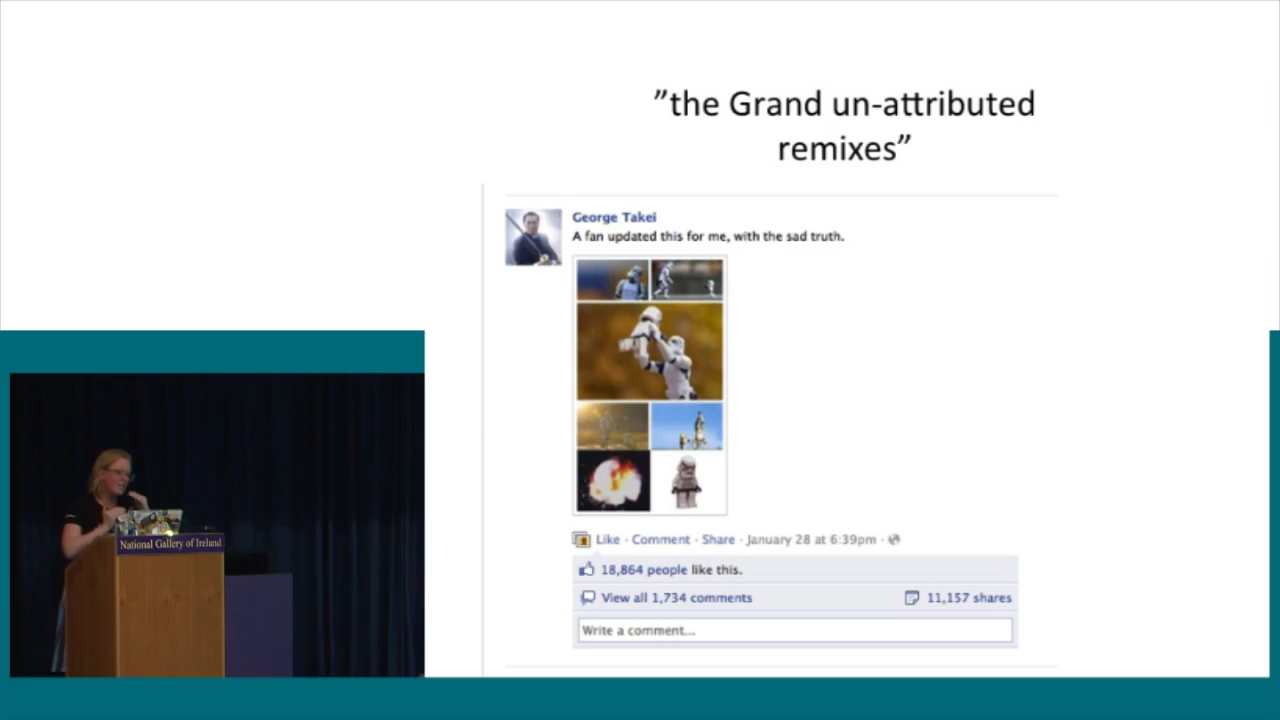 ”the Grand un-attributed
remixes”
George Takei
A fan updated this for me, with the sad truth.
Like · Comment · Share · January 28 at 6:39pm ·
18,864 people like this.
View all 1,734 comments
11,157 shares
Write a comment...
National Gallery of Ireland